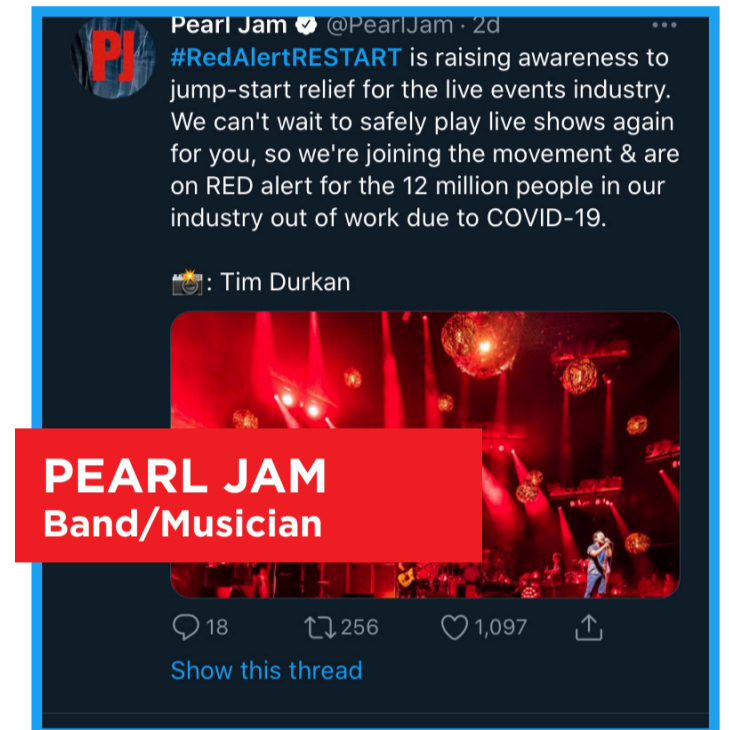 PJ
Pearl Jam @PearlJam · 2d
#RedAlertRESTART is raising awareness to
jump-start relief for the live events industry.
We can't wait to safely play live shows again
for you, so we're joining the movement & are
on RED alert for the 12 million people in our
industry out of work due to COVID-19.
📸: Tim Durkan
PEARL JAM
Band/Musician
18 256 1,097
Show this thread